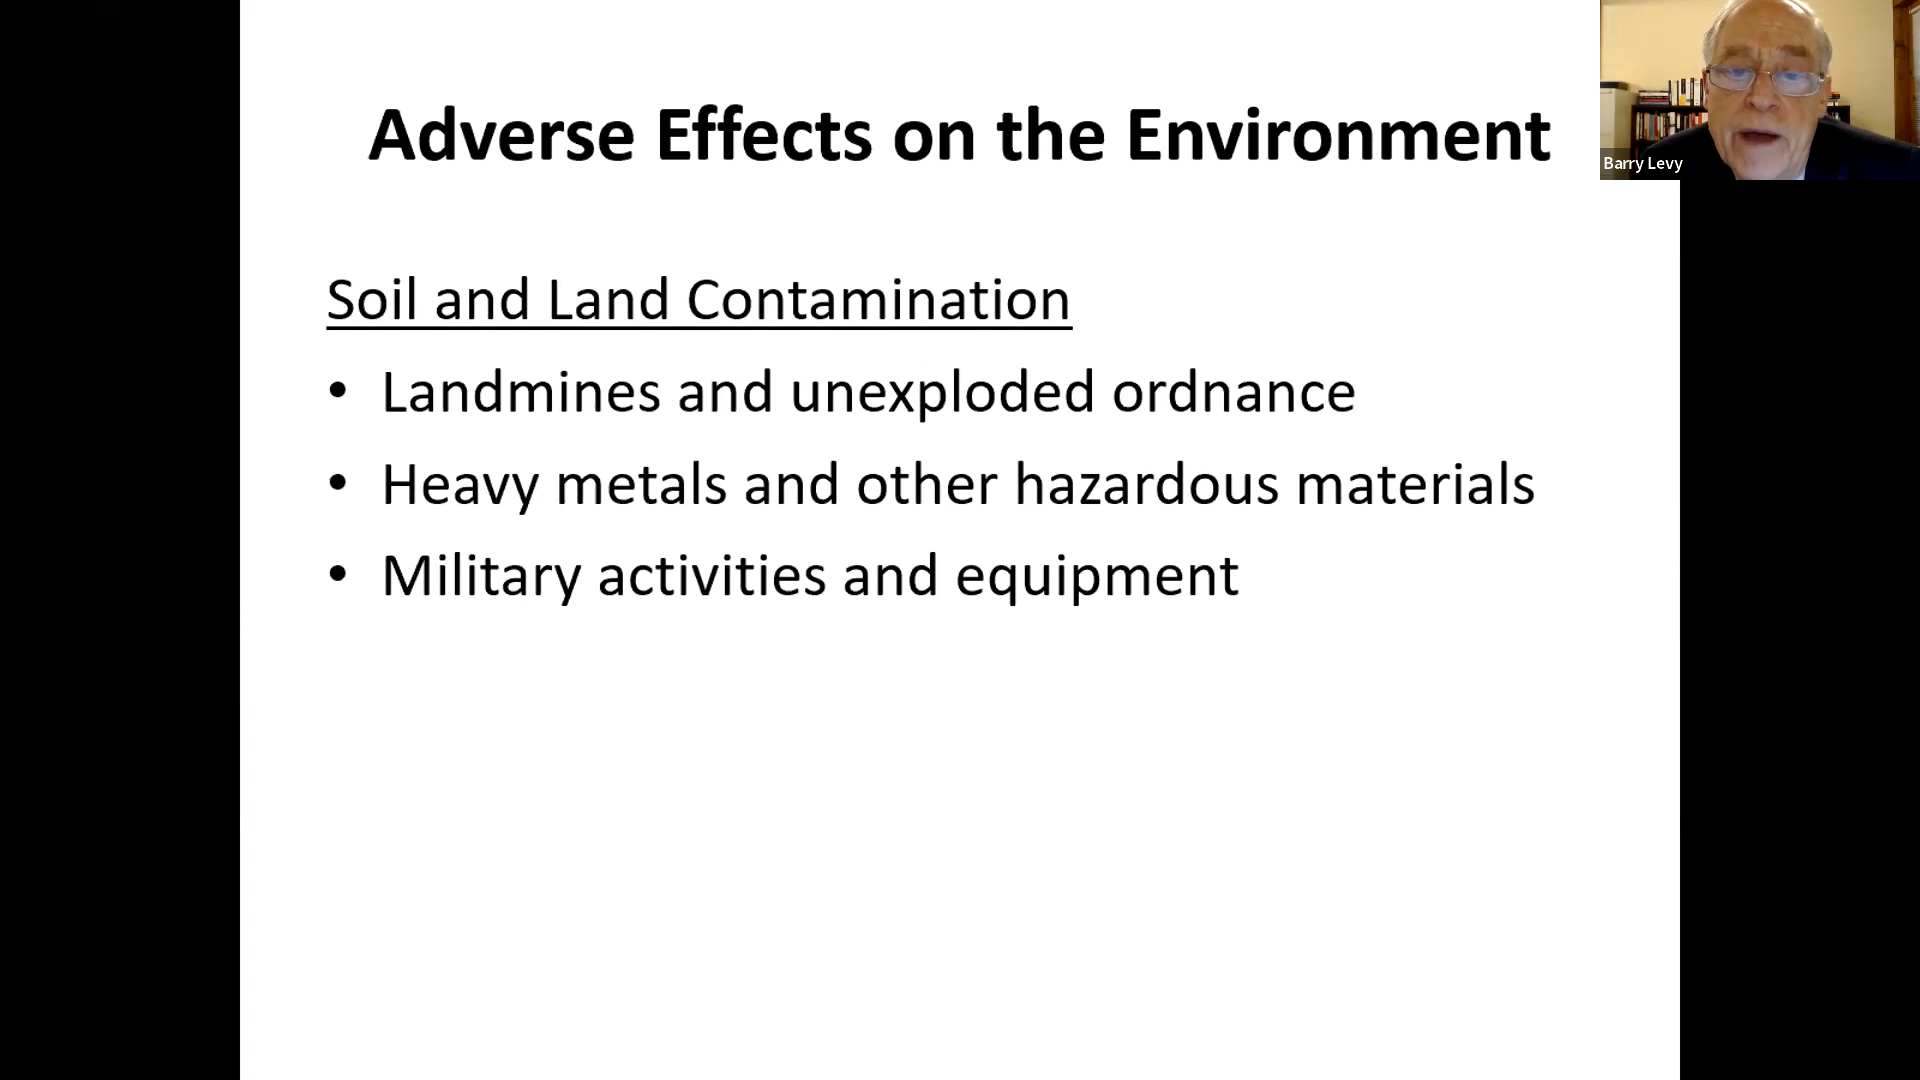 Adverse Effects on the Environment
Barry Levy
Soil and Land Contamination
• Landmines and unexploded ordnance
• Heavy metals and other hazardous materials
• Military activities and equipment